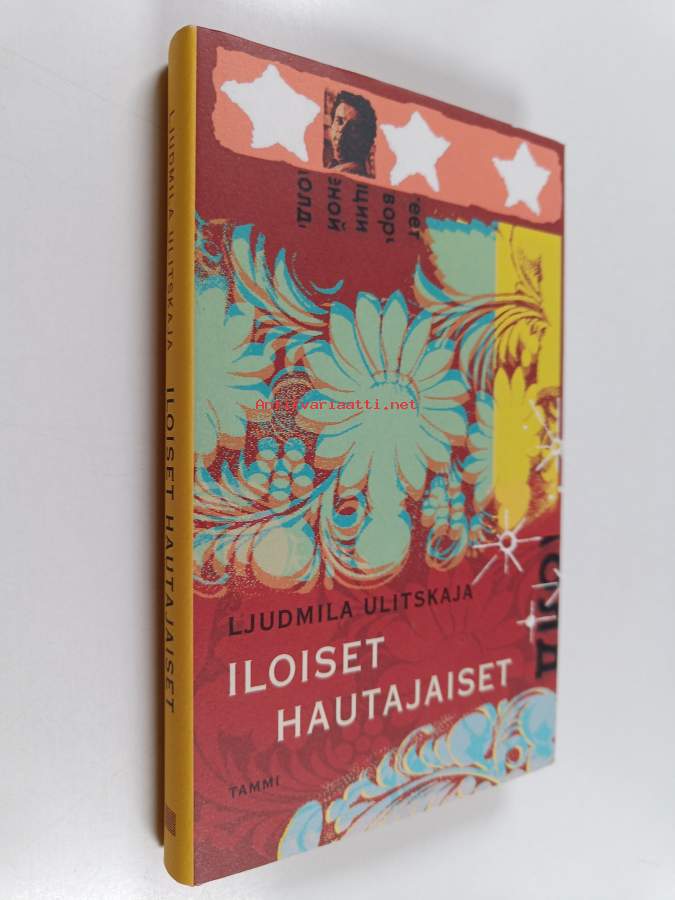 LJUDMILA ULITSKAJA ILOISET HAUTAJAISET
Antikvariaatti.net
LJUDMILA ULITSKAJA
ILOISET
HAUTAJAISET
TAMMI